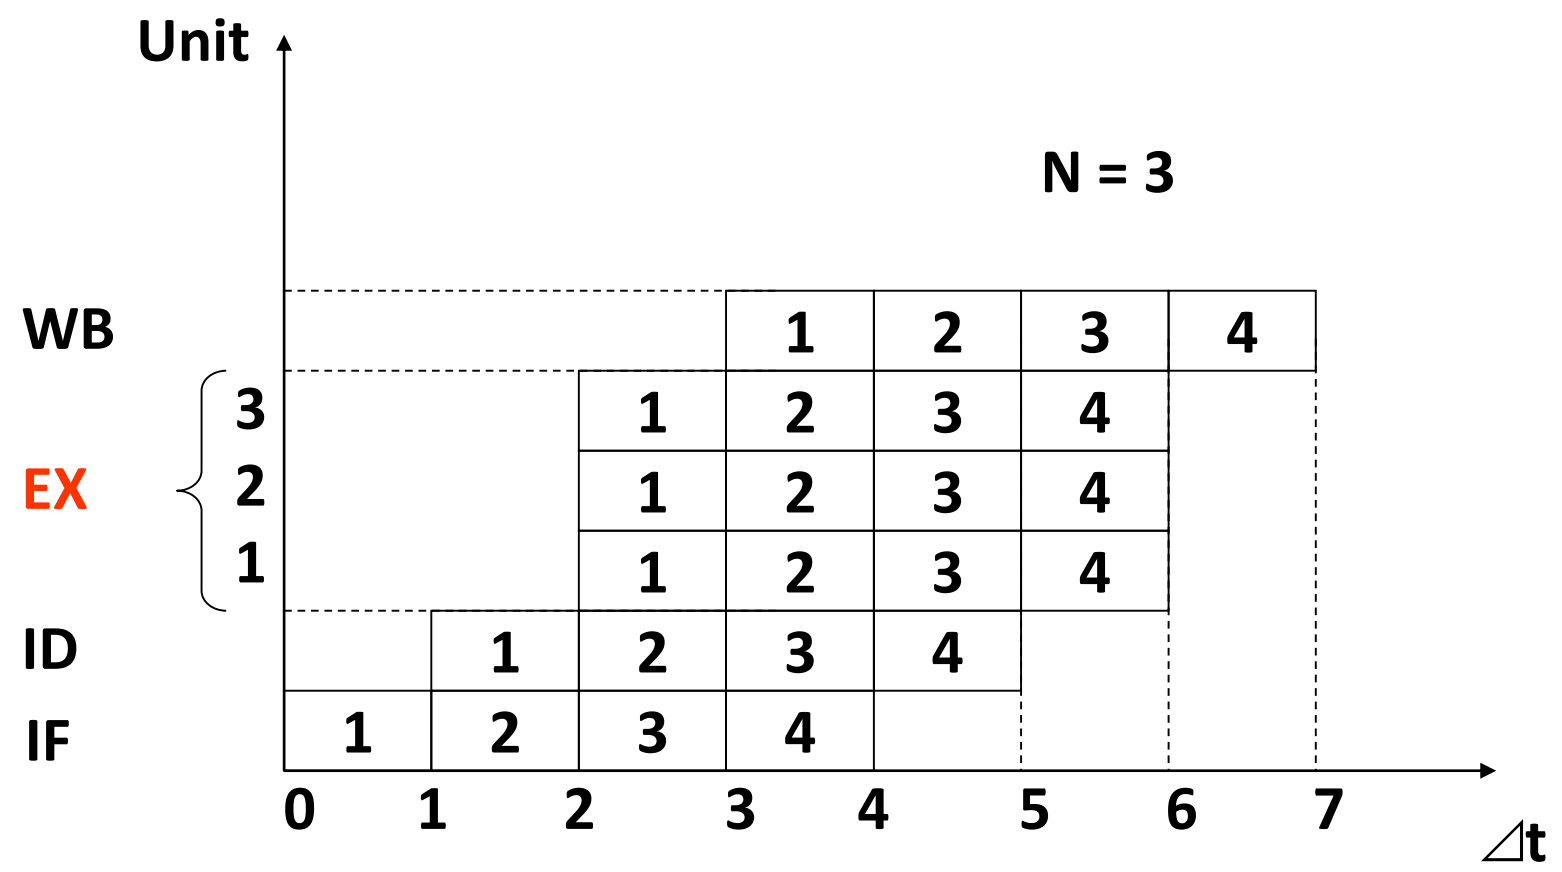 Unit
N = 3
WB 1 2 3 4
3 1 2 3 4
EX 2 1 2 3 4
1 1 2 3 4
ID 1 2 3 4
IF 1 2 3 4
0 1 2 3 4 5 6 7
⊿t